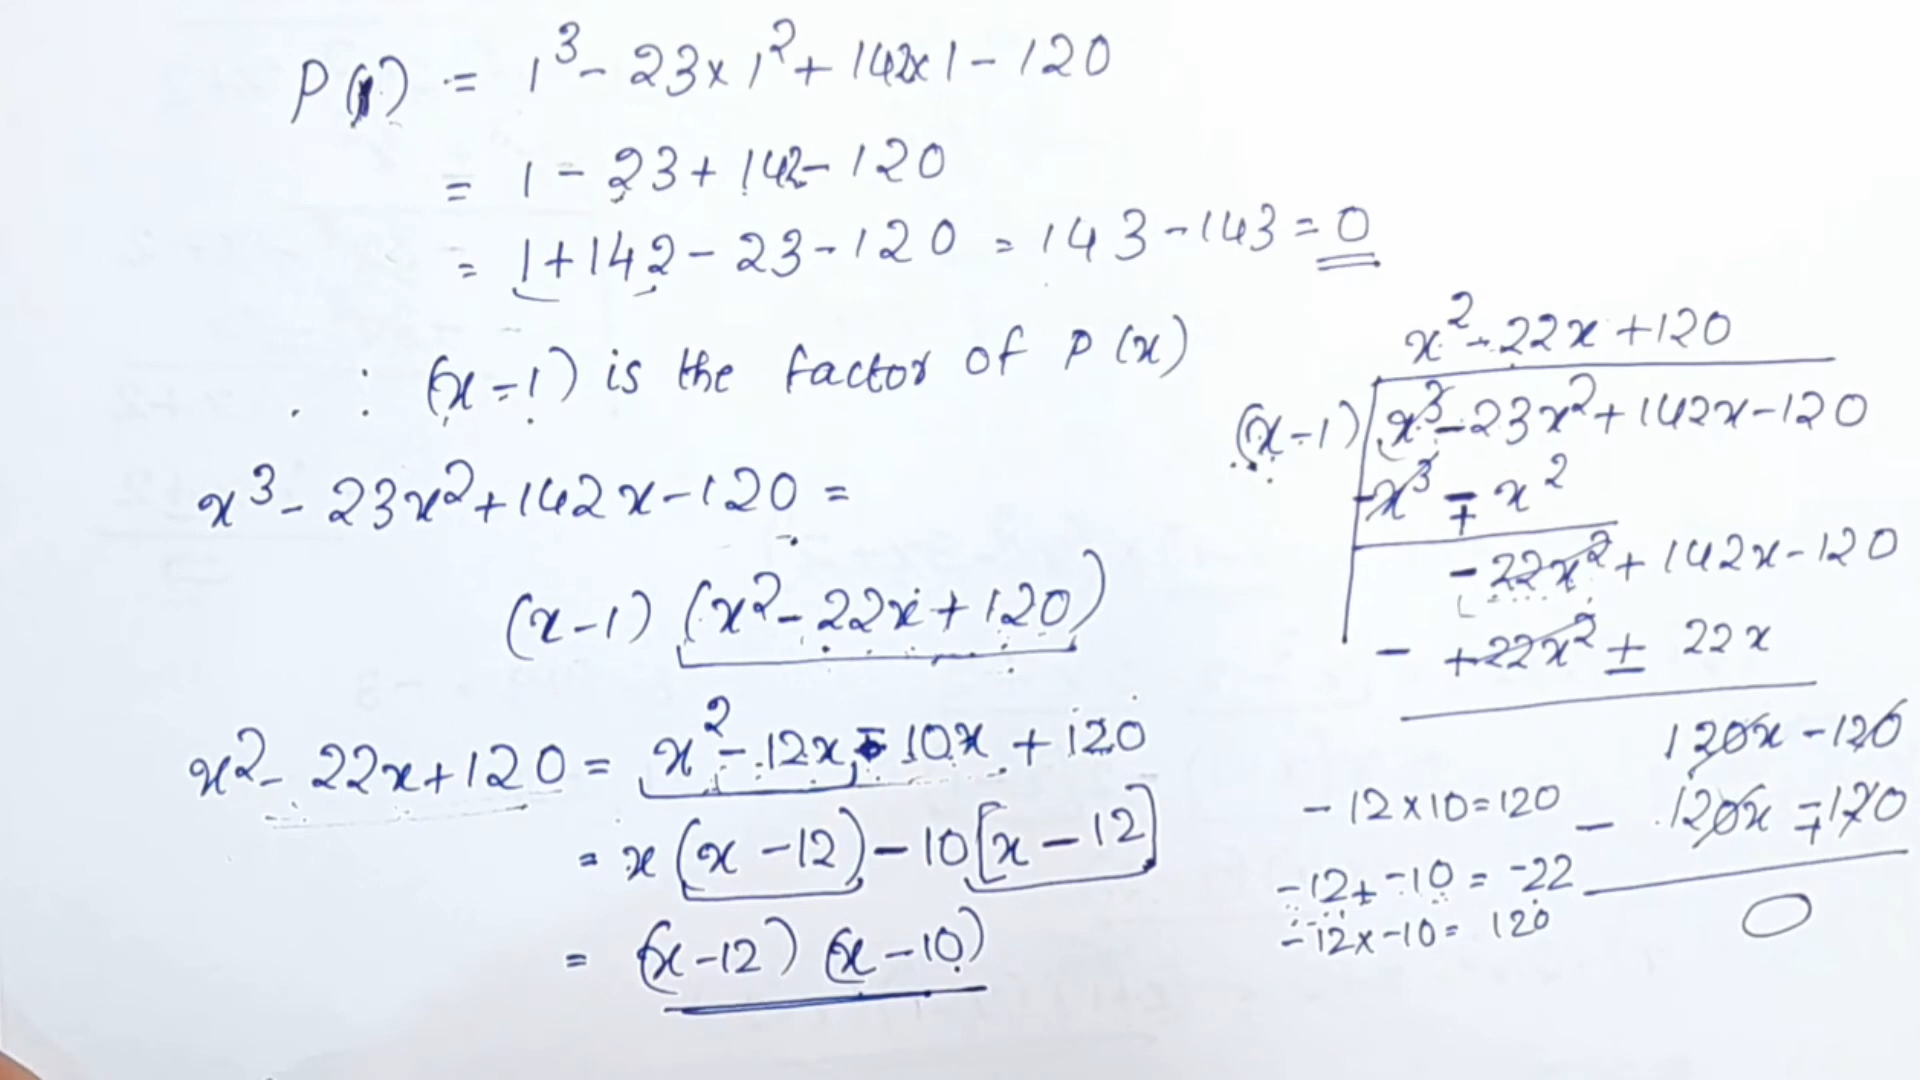 P(1) = 1³ - 23 x 1² + 142 x 1 - 120
= 1 - 23 + 142 - 120
= 1 + 142 - 23 - 120 = 143 - 143 = 0
∴ (x-1) is the factor of P(x)
x³ - 23x² + 142x - 120 =
(x-1) (x² - 22x + 120)
x² - 22x + 120 = x² - 12x - 10x + 120
= x (x - 12) - 10 [x - 12]
= (x - 12) (x - 10)
x² - 22x + 120
(x-1) x³ - 23x² + 142x - 120
-x³ ∓ x²
- 22x² + 142x - 120
- +22x² ± 22x
120x - 120
- 120x ∓ 120
0
- 12 x 10 = 120
-12 + -10 = -22
-12 x -10 = 120